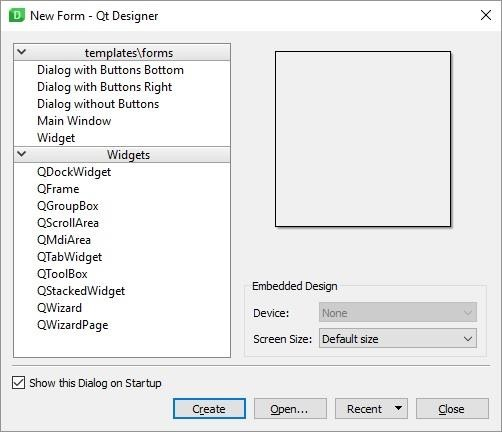 New Form - Qt Designer
templates\forms
Dialog with Buttons Bottom
Dialog with Buttons Right
Dialog without Buttons
Main Window
Widget
Widgets
QDockWidget
QFrame
QGroupBox
QScrollArea
QMdiArea
QTabWidget
QToolBox
QStackedWidget
QWizard
QWizardPage
Embedded Design
Device: None
Screen Size: Default size
Show this Dialog on Startup
Create Open... Recent Close